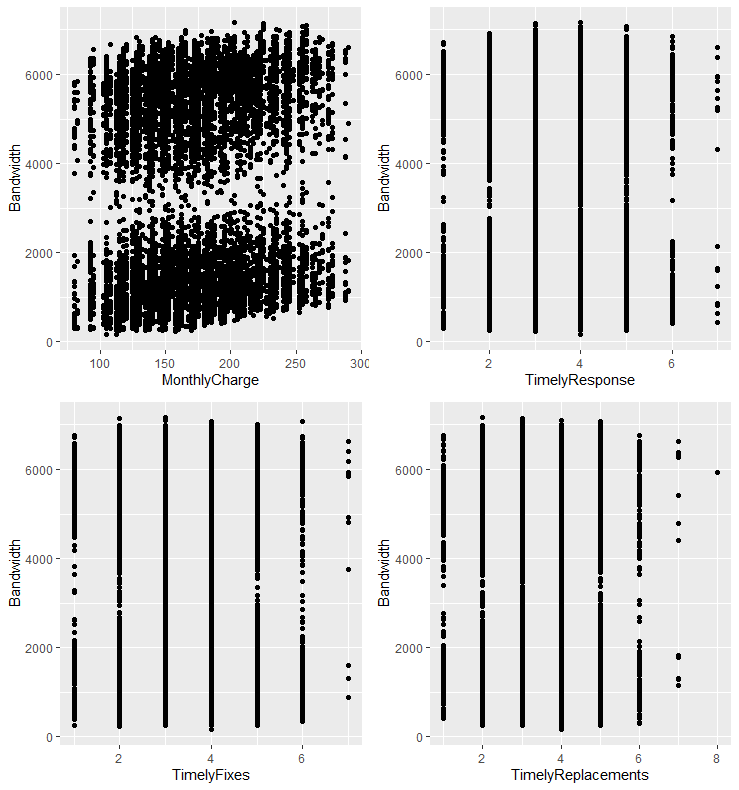 Bandwidth
6000
4000
2000
0
100 150 200 250 300
MonthlyCharge
Bandwidth
6000
4000
2000
0
2 4 6
TimelyResponse
Bandwidth
6000
4000
2000
0
2 4 6
TimelyFixes
Bandwidth
6000
4000
2000
0
2 4 6 8
TimelyReplacements